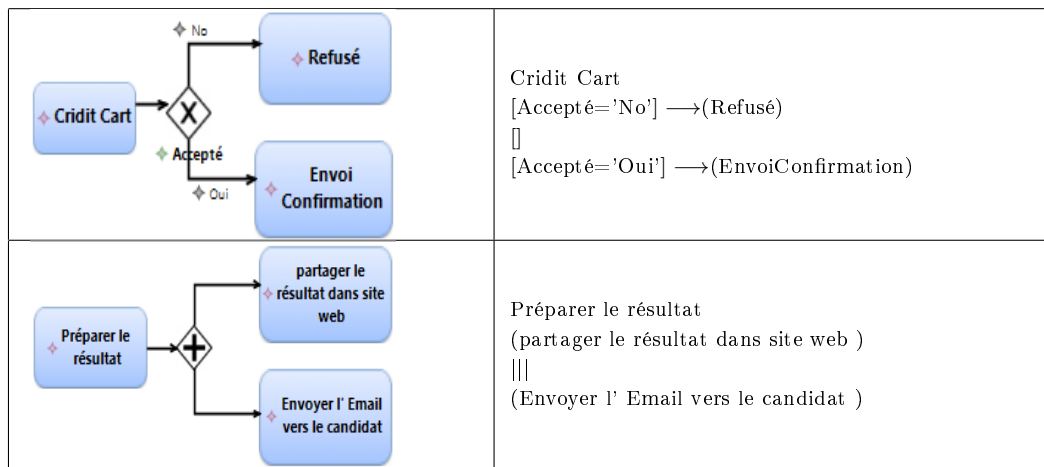 No
Refusé
Cridit Cart
X
Accepté
Oui
Envoi
Confirmation
Cridit Cart
[Accepté='No'] ⟶(Refusé)
[]
[Accepté='Oui'] ⟶(EnvoiConfirmation)
partager le
résultat dans site
web
Préparer le
résultat
+
Envoyer l' Email
vers le candidat
Préparer le résultat
(partager le résultat dans site web )
|||
(Envoyer l' Email vers le candidat )